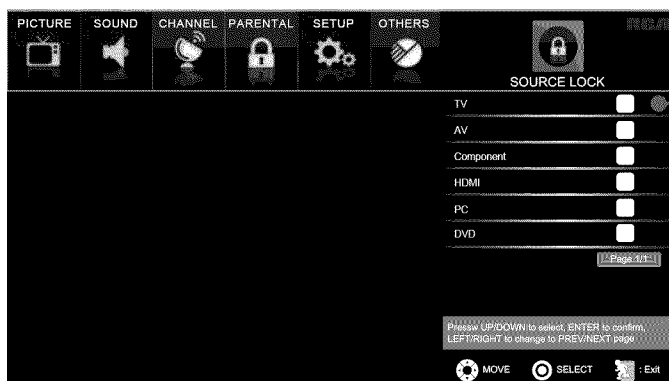 PICTURE SOUND CHANNEL PARENTAL SETUP OTHERS
RCA
SOURCE LOCK
TV
AV
Component
HDMI
PC
DVD
Page 1/1
Pressw UP/DOWN to select, ENTER to confirm,
LEFT/RIGHT to change to PREV/NEXT page
MOVE SELECT : Exit